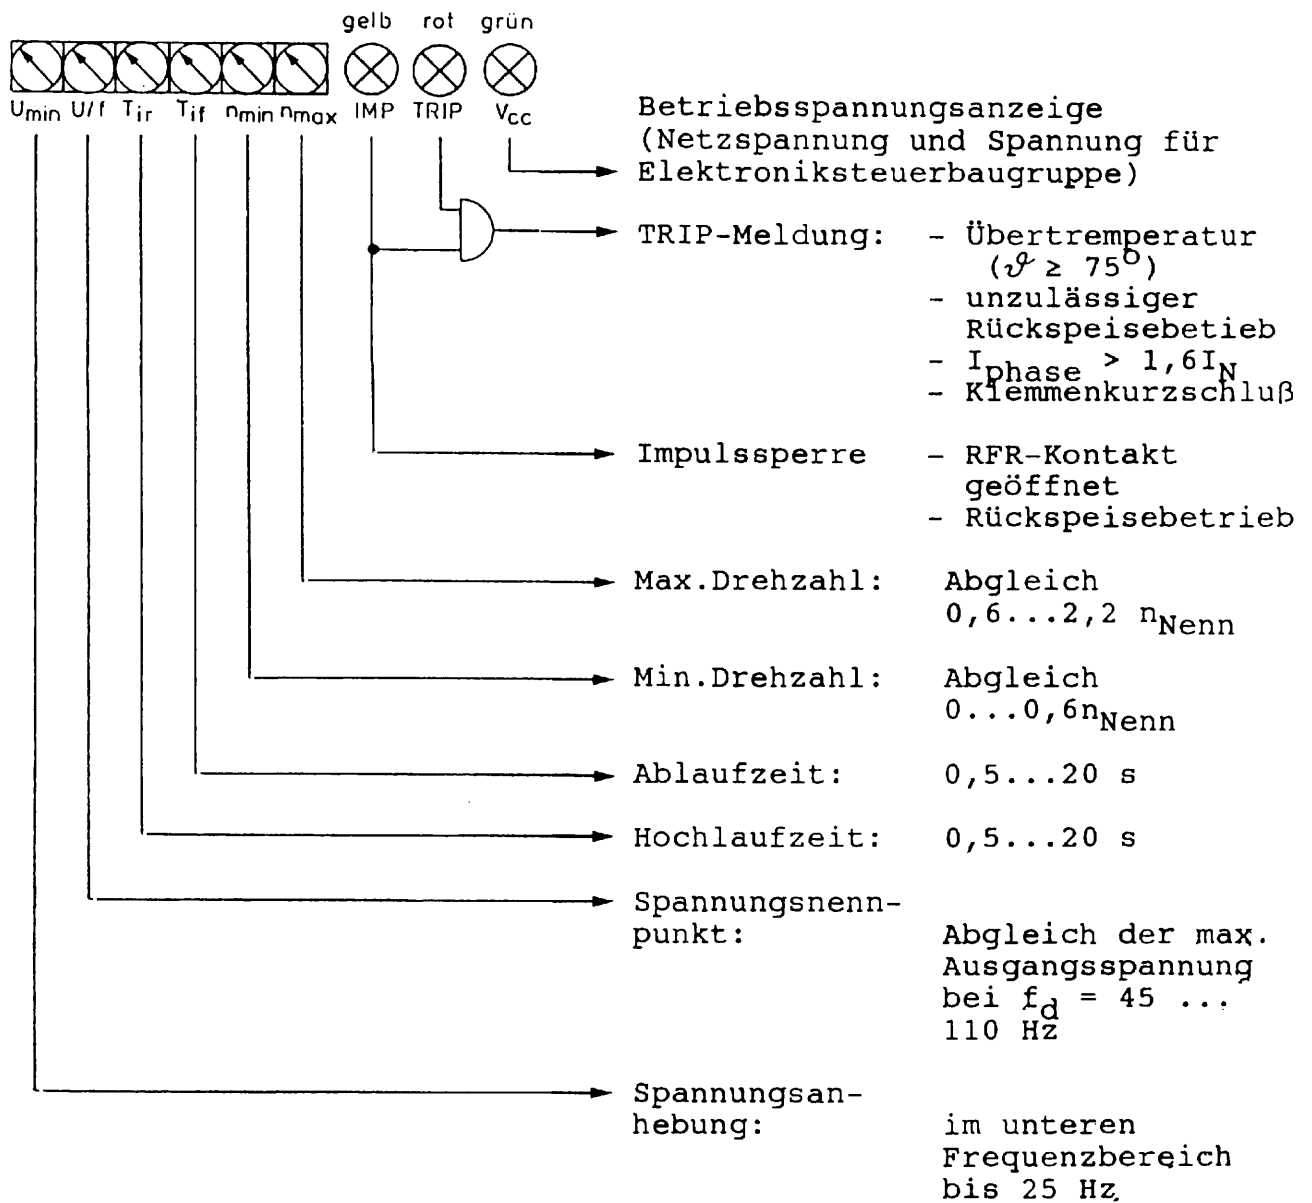 gelb rot grün
Umin U/f Tir Tif nmin nmax IMP TRIP Vcc
Betriebsspannungsanzeige
(Netzspannung und Spannung für
Elektroniksteuerbaugruppe)
TRIP-Meldung: - Übertremperatur
(ϑ ≥ 75°)
- unzulässiger
Rückspeisebetieb
- Iphase > 1,6IN
- Klemmenkurzschluß
Impulssperre - RFR-Kontakt
geöffnet
- Rückspeisebetrieb
Max.Drehzahl: Abgleich
0,6...2,2 nNenn
Min.Drehzahl: Abgleich
0...0,6nNenn
Ablaufzeit: 0,5...20 s
Hochlaufzeit: 0,5...20 s
Spannungsnenn-
punkt: Abgleich der max.
Ausgangsspannung
bei fd = 45 ...
110 Hz
Spannungsan-
hebung: im unteren
Frequenzbereich
bis 25 Hz.